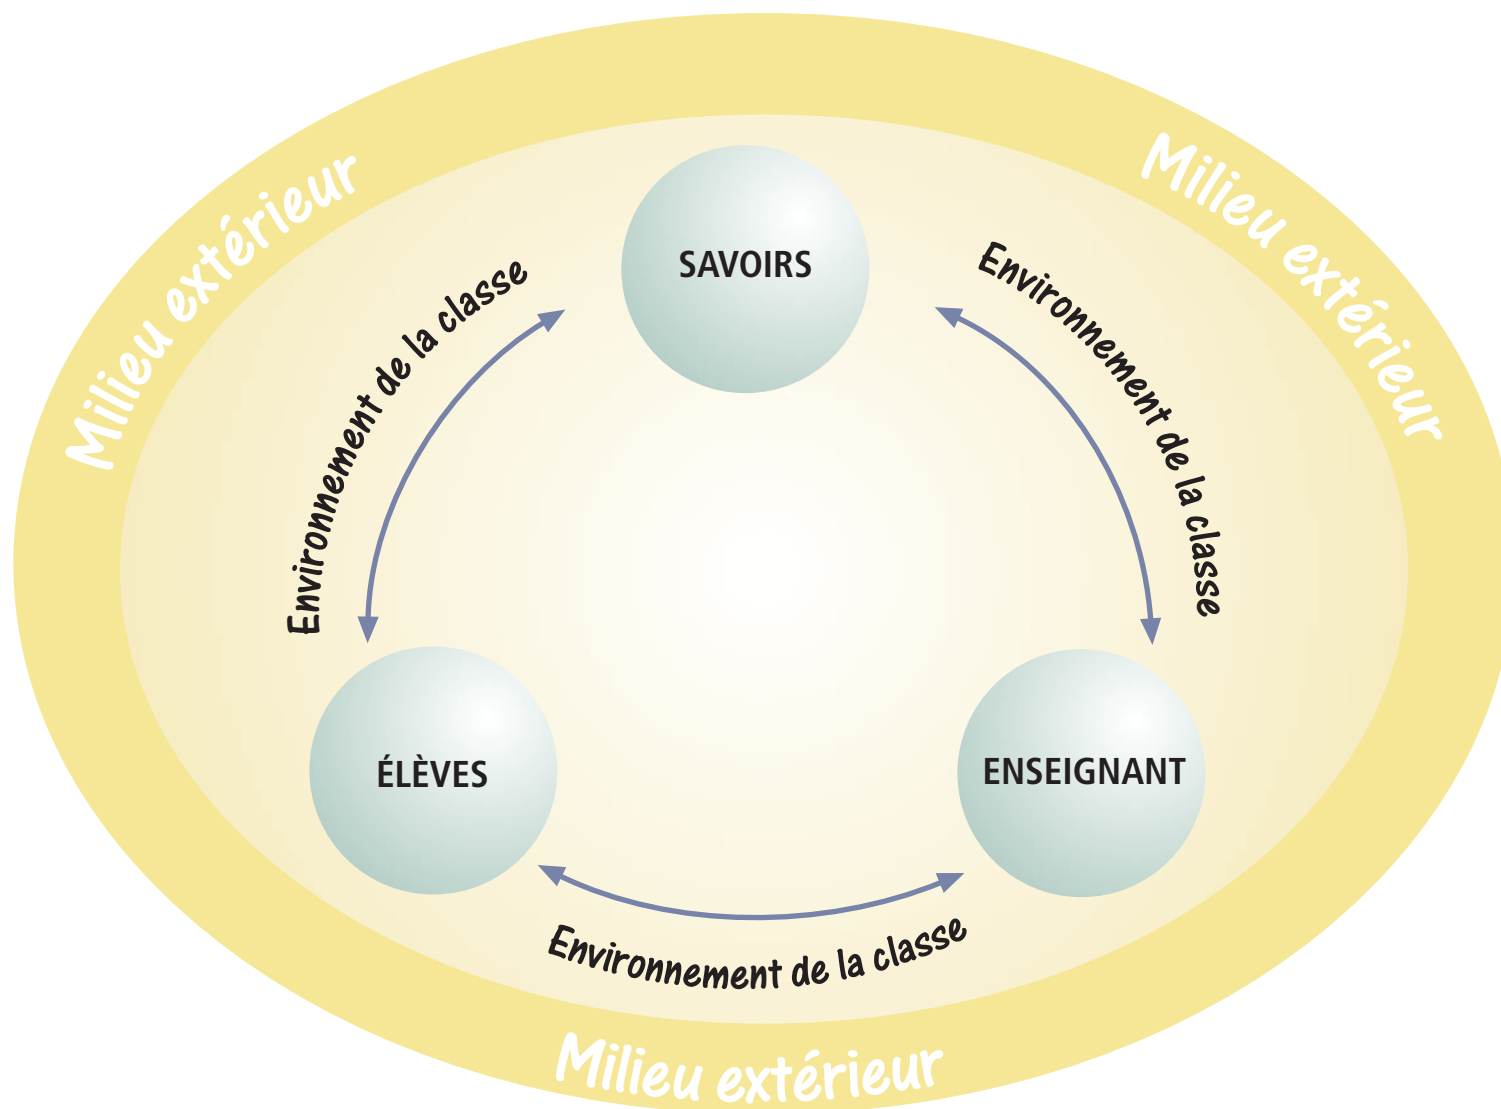 Milieu extérieur
Milieu extérieur
SAVOIRS
Environnement de la classe
Environnement de la classe
ÉLÈVES
ENSEIGNANT
Environnement de la classe
Milieu extérieur